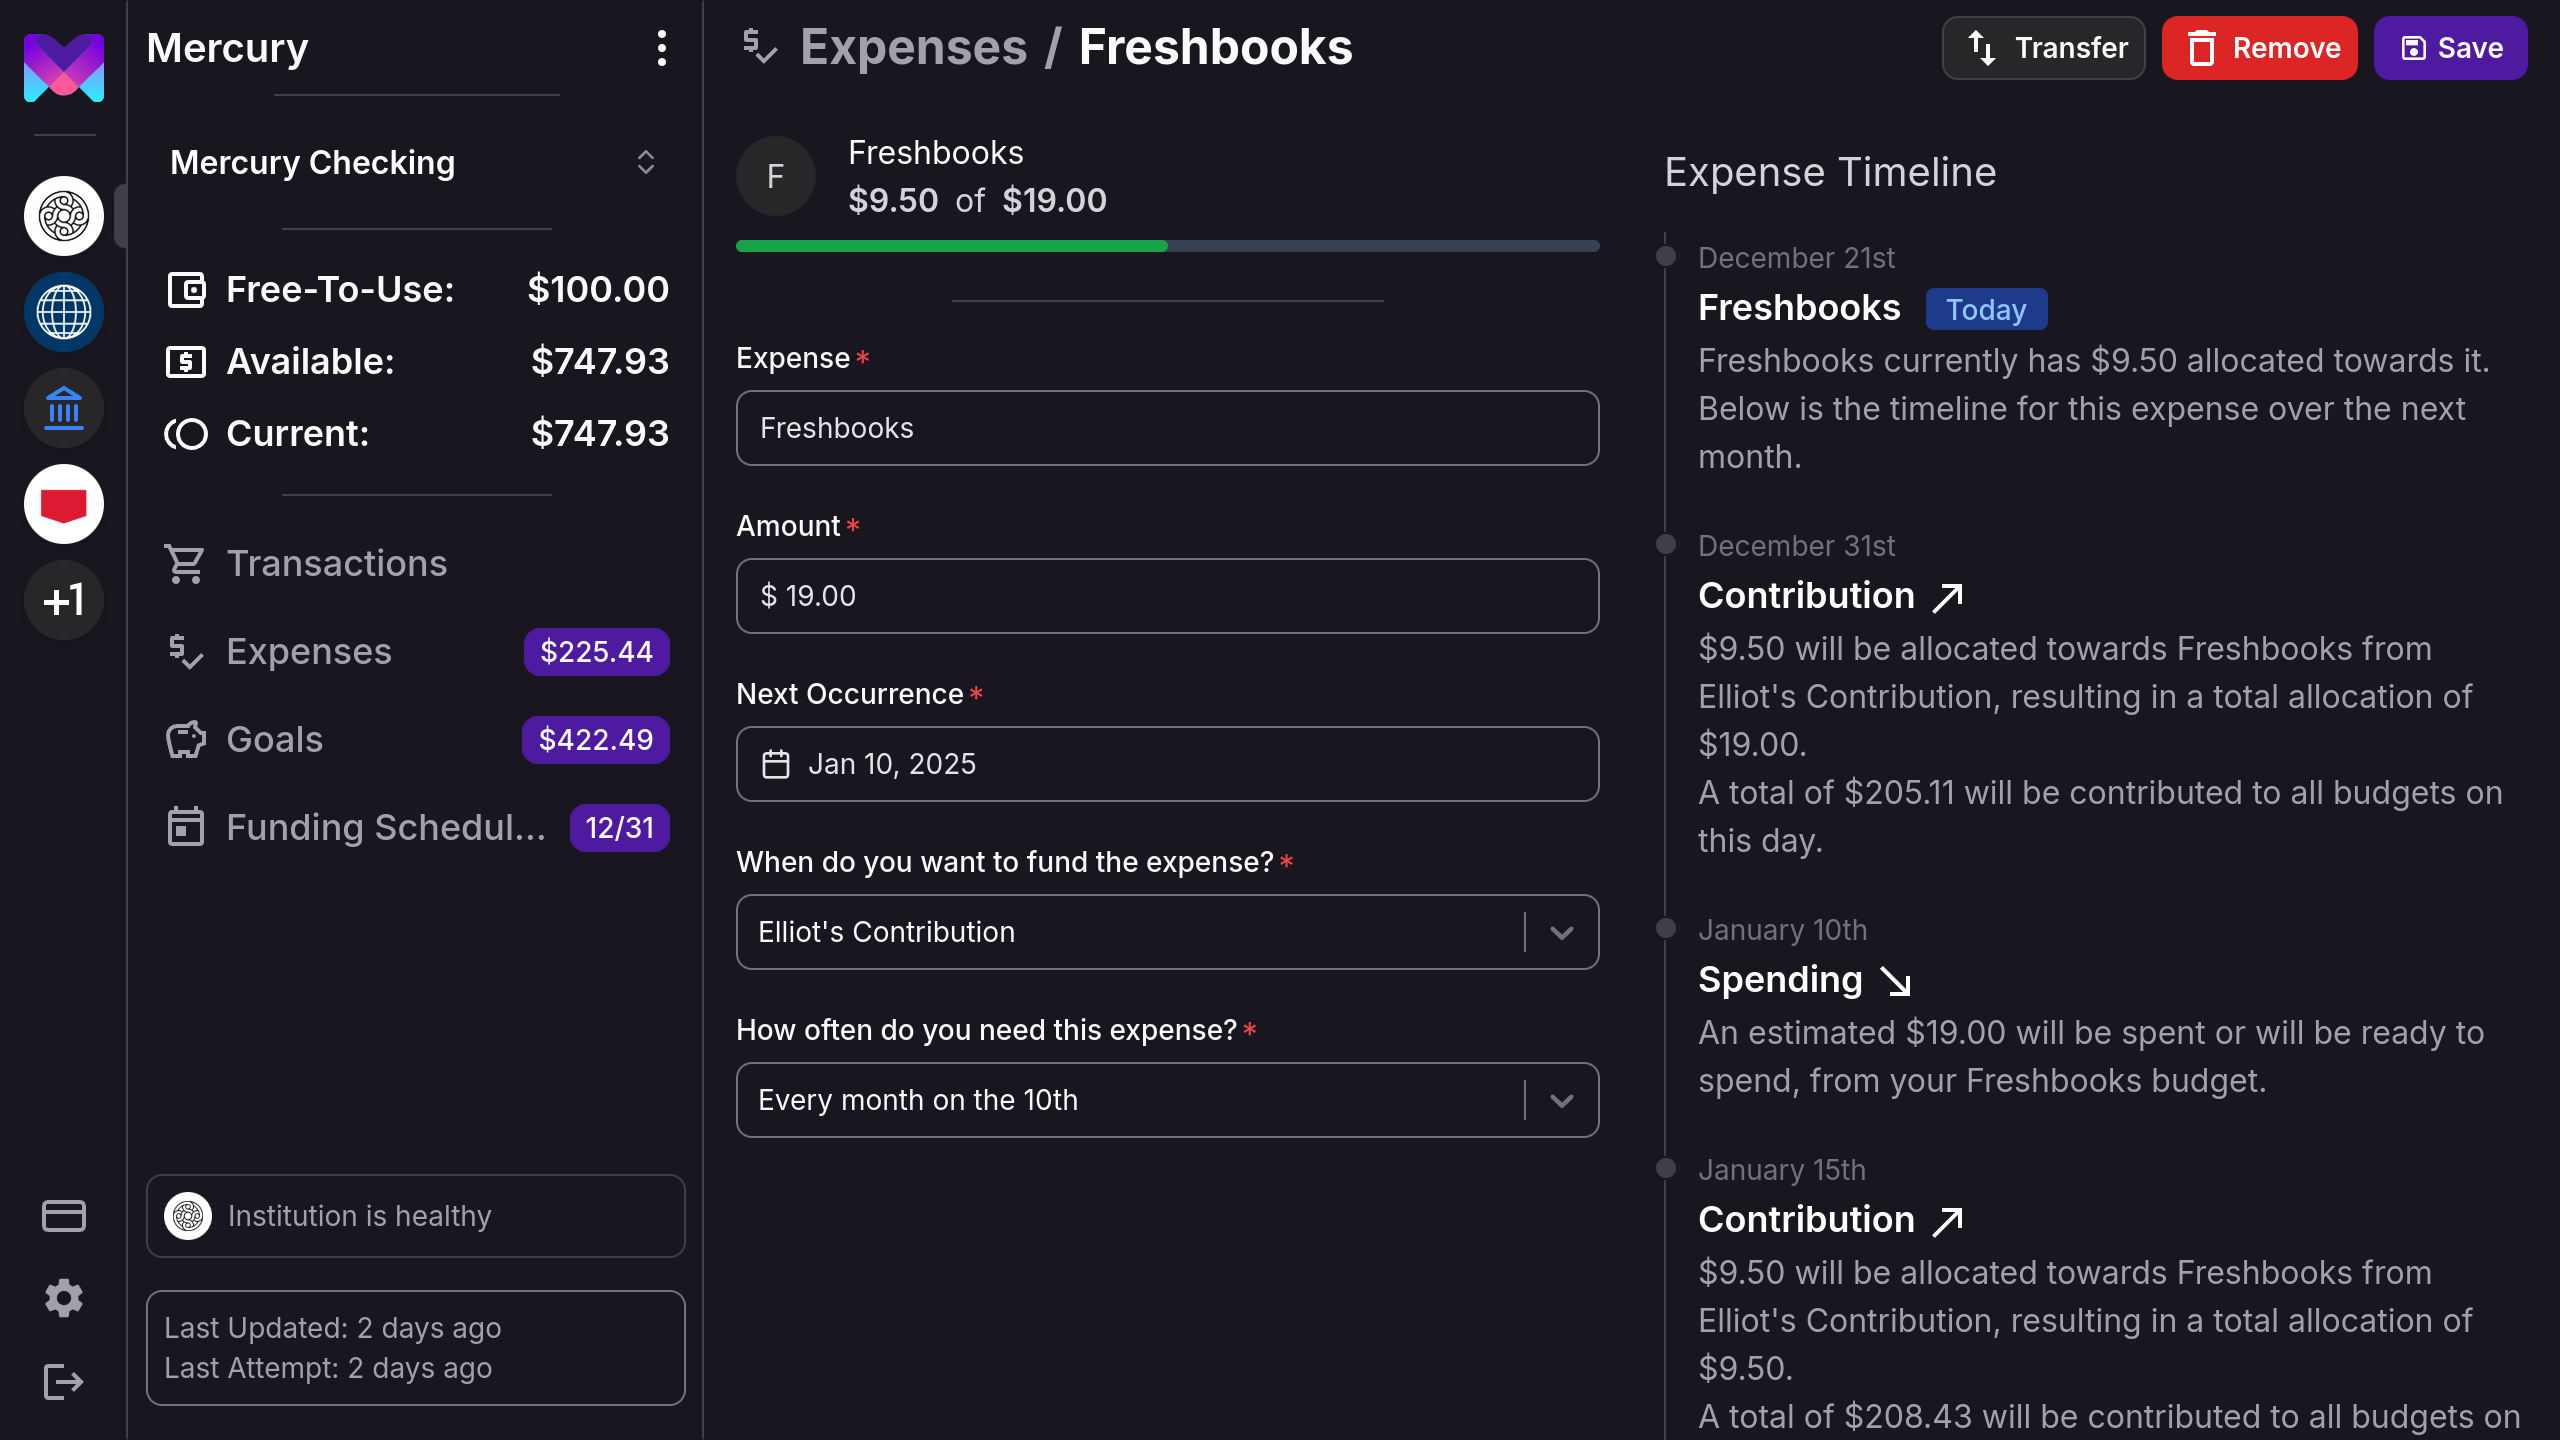 Mercury
Mercury Checking
Free-To-Use: $100.00
Available: $747.93
Current: $747.93
Transactions
Expenses $225.44
Goals $422.49
Funding Schedul... 12/31
+1
Institution is healthy
Last Updated: 2 days ago
Last Attempt: 2 days ago
Expenses / Freshbooks
Transfer
Remove
Save
F
Freshbooks
$9.50 of $19.00
Expense *
Freshbooks
Amount *
$ 19.00
Next Occurrence *
Jan 10, 2025
When do you want to fund the expense? *
Elliot's Contribution
How often do you need this expense? *
Every month on the 10th
Expense Timeline
December 21st
Freshbooks Today
Freshbooks currently has $9.50 allocated towards it.
Below is the timeline for this expense over the next
month.
December 31st
Contribution
$9.50 will be allocated towards Freshbooks from
Elliot's Contribution, resulting in a total allocation of
$19.00.
A total of $205.11 will be contributed to all budgets on
this day.
January 10th
Spending
An estimated $19.00 will be spent or will be ready to
spend, from your Freshbooks budget.
January 15th
Contribution
$9.50 will be allocated towards Freshbooks from
Elliot's Contribution, resulting in a total allocation of
$9.50.
A total of $208.43 will be contributed to all budgets on